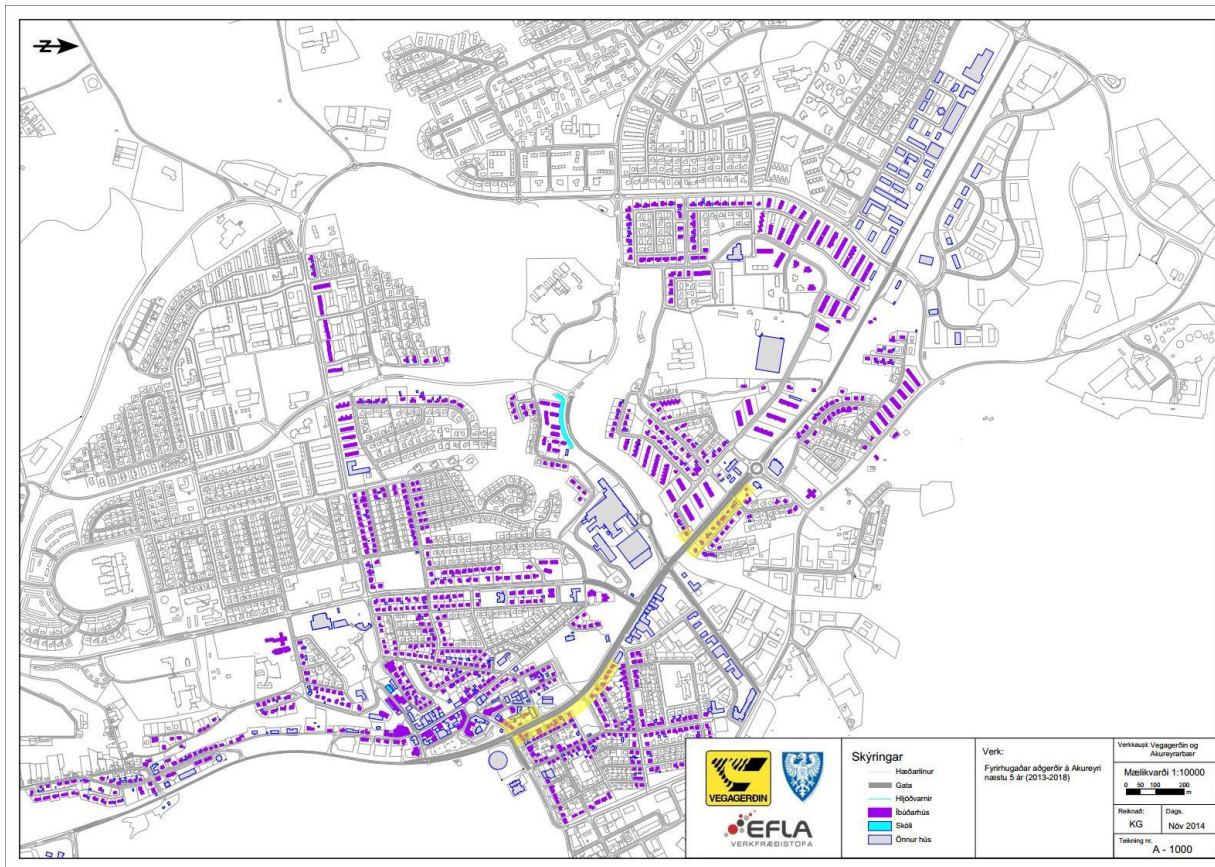 Z
VEGAGERÐIN
EFLA
VERKFRÆÐISTOFA
Skýringar
Hæðarlínur
Gata
Hljóðvarnir
Íbúðarhús
Skóli
Önnur hús
Verk:
Fyrirhugaðar aðgerðir á Akureyri
næstu 5 ár (2013-2018)
Verkkaupi: Vegagerðin og
Akureyrarbær
Mælikvarði 1:10000
0 50 100 200
m
Reiknað:
KG
Dags.
Nóv 2014
Teikning nr.
A - 1000